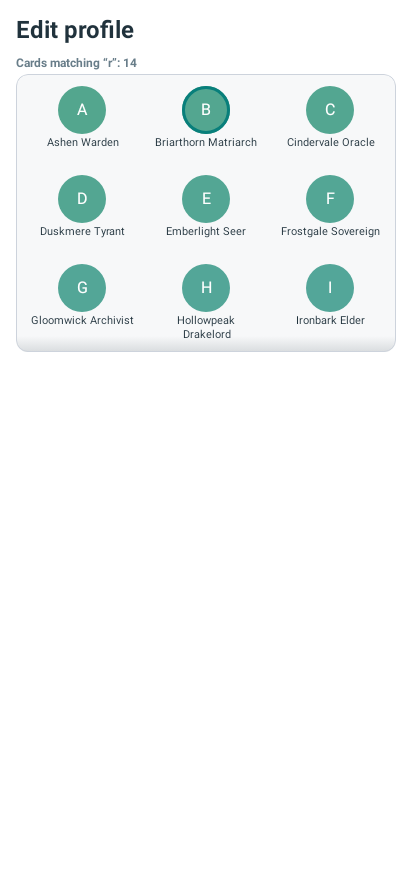 Edit profile
Cards matching “r”: 14
A
B
C
Ashen Warden
Briarthorn Matriarch
Cindervale Oracle
D
E
F
Duskmere Tyrant
Emberlight Seer
Frostgale Sovereign
G
H
I
Gloomwick Archivist
Hollowpeak
Drakelord
Ironbark Elder